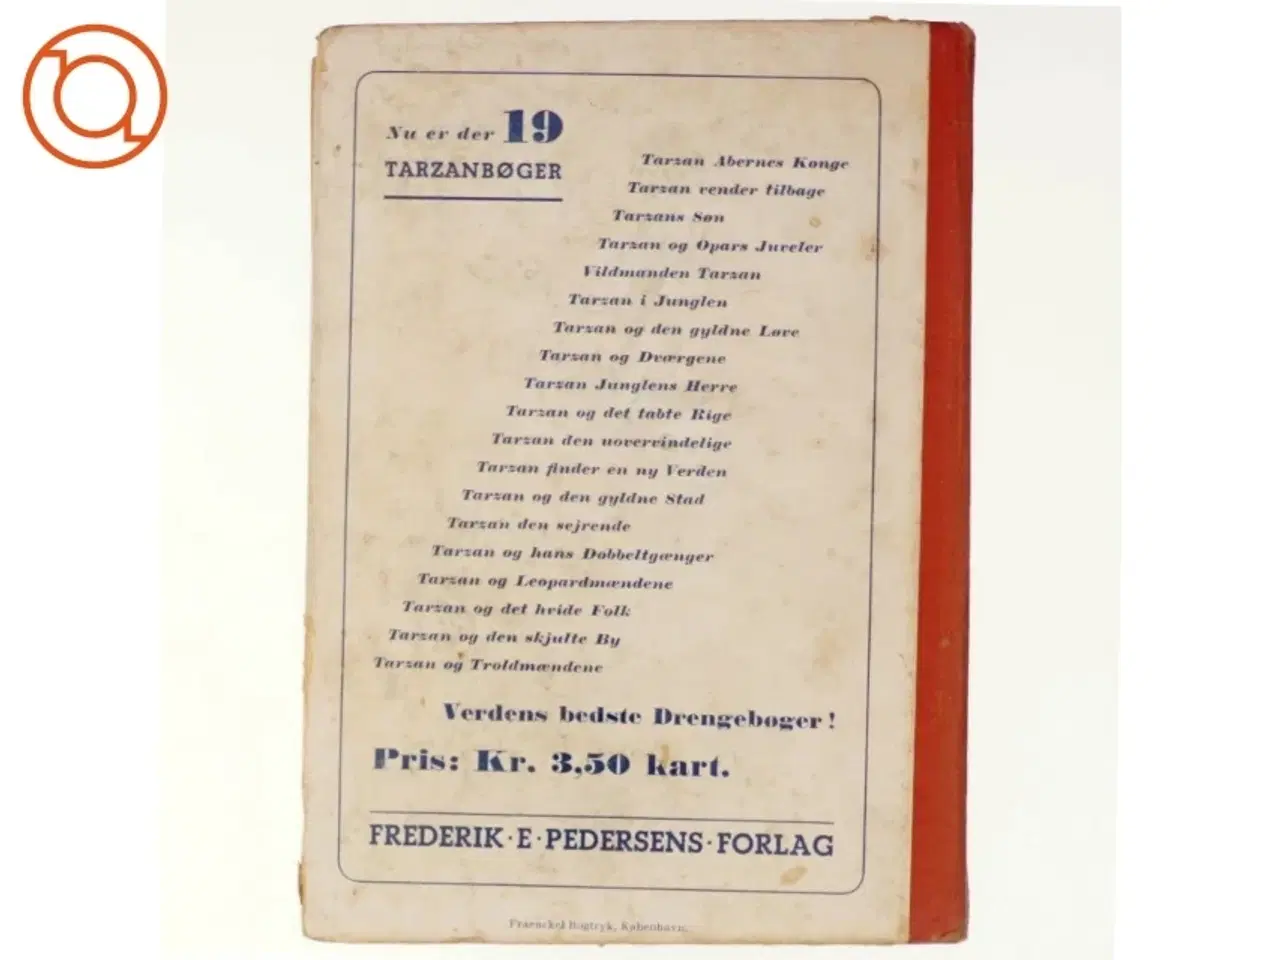 Nu er der 19
TARZANBØGER
Tarzan Abernes Konge
Tarzan vender tilbage
Tarzans Søn
Tarzan og Opars Juveler
Vildmanden Tarzan
Tarzan i Junglen
Tarzan og den gyldne Løve
Tarzan og Dværgene
Tarzan Junglens Herre
Tarzan og det tabte Rige
Tarzan den uovervindelige
Tarzan finder en ny Verden
Tarzan og den gyldne Stad
Tarzan den sejrende
Tarzan og hans Dobbeltgænger
Tarzan og Leopardmændene
Tarzan og det hvide Folk
Tarzan og den skjulte By
Tarzan og Troldmændene
Verdens bedste Drengebøger!
Pris: Kr. 3,50 kart.
FREDERIK · E · PEDERSENS · FORLAG
Fraenckel Bogtryk, København.